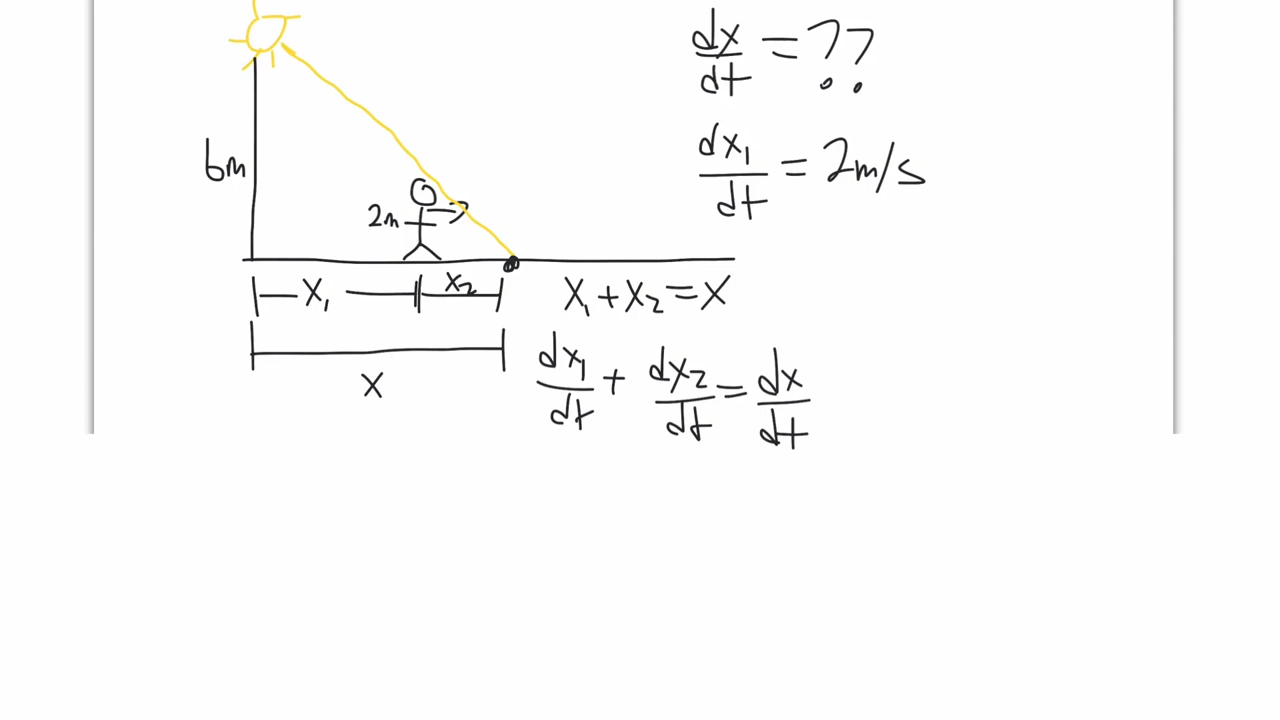 dx/dt = ??
dx₁/dt = 2m/s
6m
2m
x₁
x₂
x₁ + x₂ = x
x
dx₁/dt + dx₂/dt = dx/dt